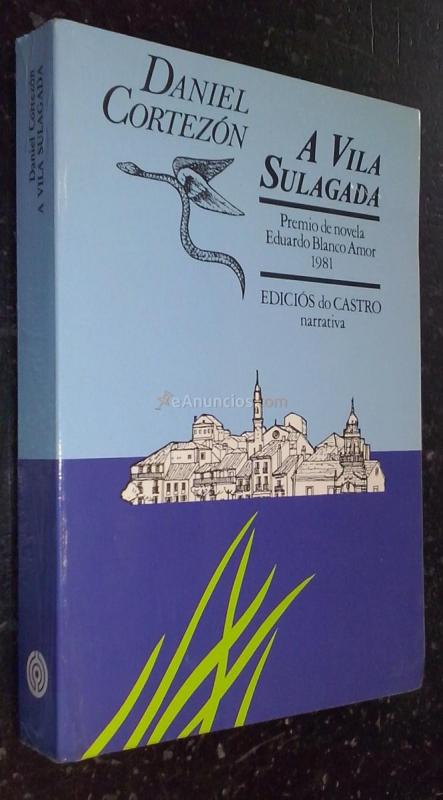 Daniel Cortezón
A VILA SULAGADA
DANIEL
CORTEZÓN
A VILA
SULAGADA
Premio de novela
Eduardo Blanco Amor
1981
EDICIÓS do CASTRO
narrativa
eAnuncios.com